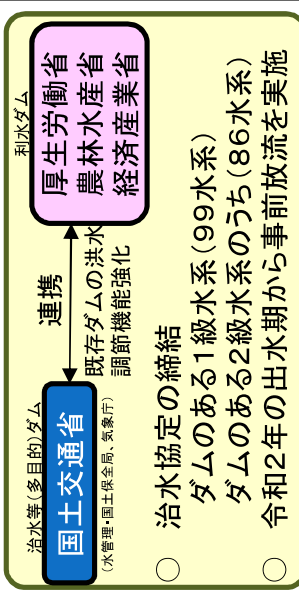 治水等(多目的)ダム
国土交通省
(水管理・国土保全局、気象庁)
連携
既存ダムの洪水
調節機能強化
利水ダム
厚生労働省
農林水産省
経済産業省
○ 治水協定の締結
ダムのある1級水系(99水系)
ダムのある2級水系のうち(86水系)
○ 令和2年の出水期から事前放流を実施